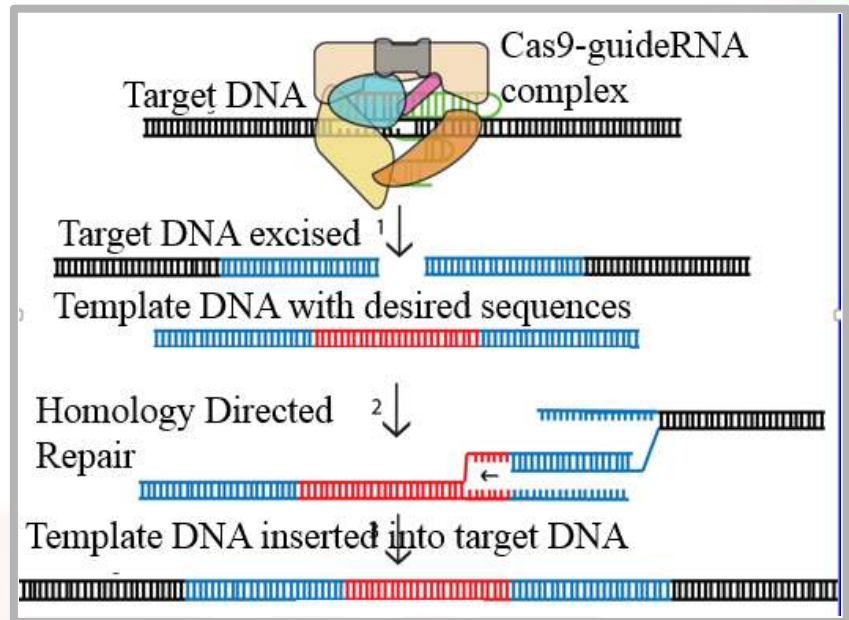 Cas9-guideRNA
complex
Target DNA
1
Target DNA excised
Template DNA with desired sequences
2
Homology Directed
Repair
3
Template DNA inserted into target DNA